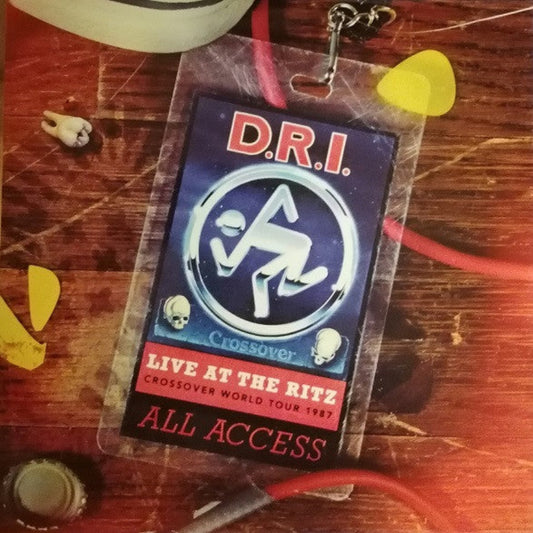 D.R.I.
Crossover
LIVE AT THE RITZ
CROSSOVER WORLD TOUR 1987
ALL ACCESS